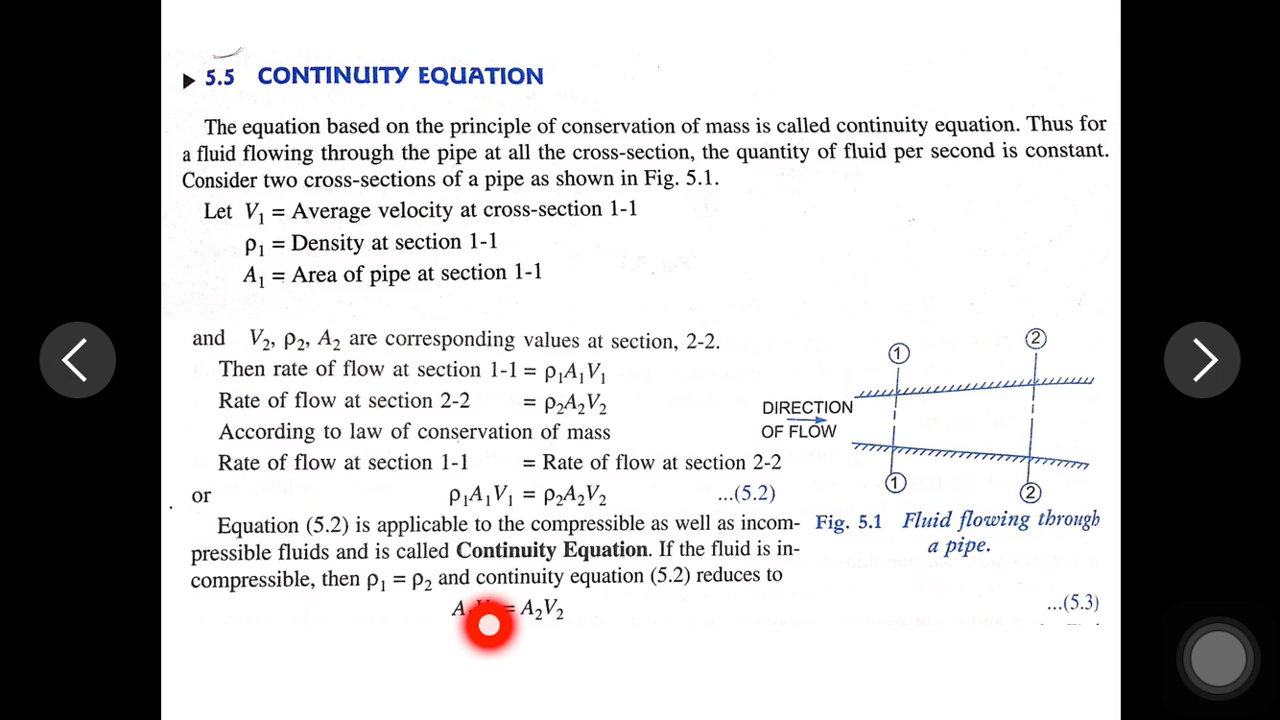 5.5 CONTINUITY EQUATION
The equation based on the principle of conservation of mass is called continuity equation. Thus for
a fluid flowing through the pipe at all the cross-section, the quantity of fluid per second is constant.
Consider two cross-sections of a pipe as shown in Fig. 5.1.
Let V₁ = Average velocity at cross-section 1-1
ρ₁ = Density at section 1-1
A₁ = Area of pipe at section 1-1
and V₂, ρ₂, A₂ are corresponding values at section, 2-2.
Then rate of flow at section 1-1 = ρ₁A₁V₁
Rate of flow at section 2-2 = ρ₂A₂V₂
According to law of conservation of mass
Rate of flow at section 1-1 = Rate of flow at section 2-2
or ρ₁A₁V₁ = ρ₂A₂V₂ ...(5.2)
Equation (5.2) is applicable to the compressible as well as incom-
pressible fluids and is called Continuity Equation. If the fluid is in-
compressible, then ρ₁ = ρ₂ and continuity equation (5.2) reduces to
A = A₂V₂ ...(5.3)
1
2
DIRECTION
OF FLOW
1
2
Fig. 5.1 Fluid flowing through
a pipe.